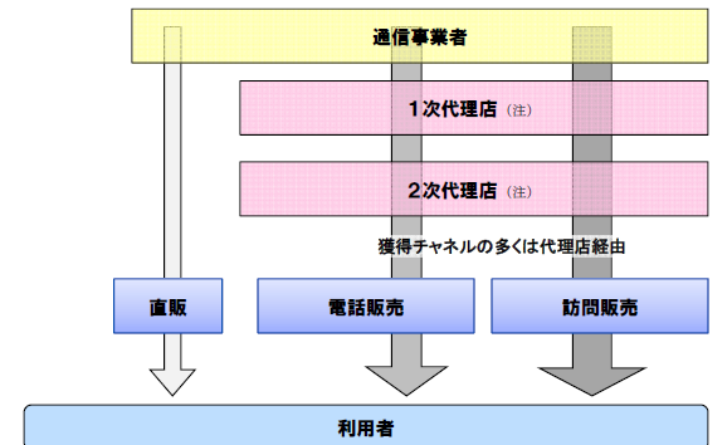 通信事業者
1次代理店（注）
2次代理店（注）
獲得チャネルの多くは代理店経由
直販
電話販売
訪問販売
利用者